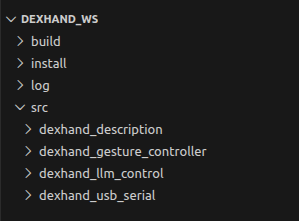 DEXHAND_WS
build
install
log
src
dexhand_description
dexhand_gesture_controller
dexhand_llm_control
dexhand_usb_serial